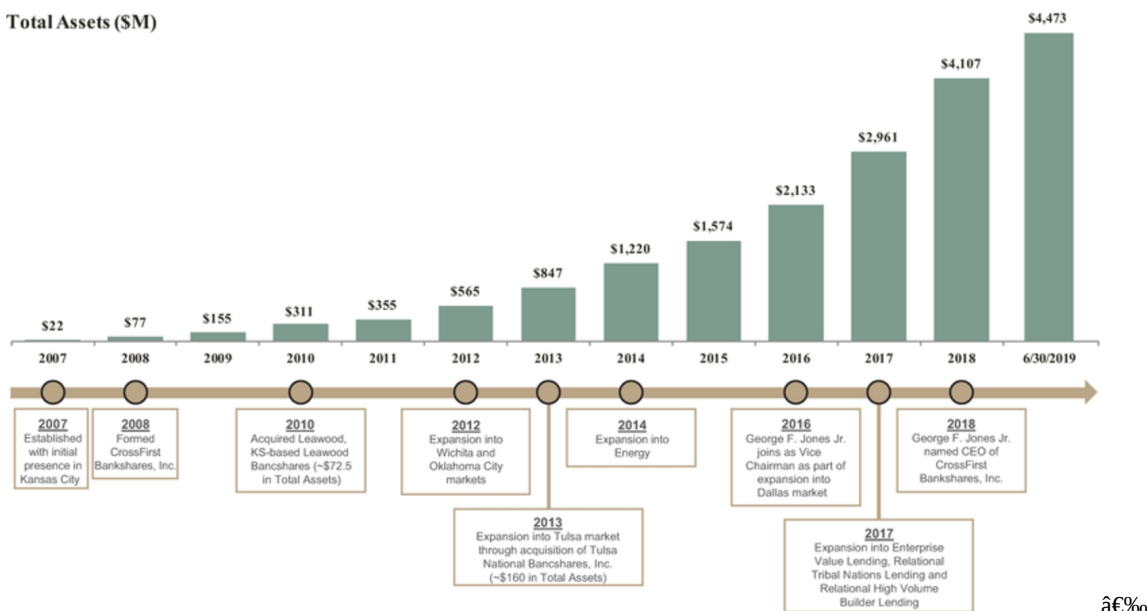 Total Assets ($M)
$22
$77
$155
$311
$355
$565
$847
$1,220
$1,574
$2,133
$2,961
$4,107
$4,473
2007
2008
2009
2010
2011
2012
2013
2014
2015
2016
2017
2018
6/30/2019
2007
Established
with initial
presence in
Kansas City
2008
Formed
CrossFirst
Bankshares, Inc.
2010
Acquired Leawood,
KS-based Leawood
Bancshares (~$72.5
in Total Assets)
2012
Expansion into
Wichita and
Oklahoma City
markets
2013
Expansion into Tulsa market
through acquisition of Tulsa
National Bancshares, Inc.
(~$160 in Total Assets)
2014
Expansion into
Energy
2016
George F. Jones Jr.
joins as Vice
Chairman as part of
expansion into
Dallas market
2017
Expansion into Enterprise
Value Lending, Relational
Tribal Nations Lending and
Relational High Volume
Builder Lending
2018
George F. Jones Jr.
named CEO of
CrossFirst
Bankshares, Inc.
â€‰